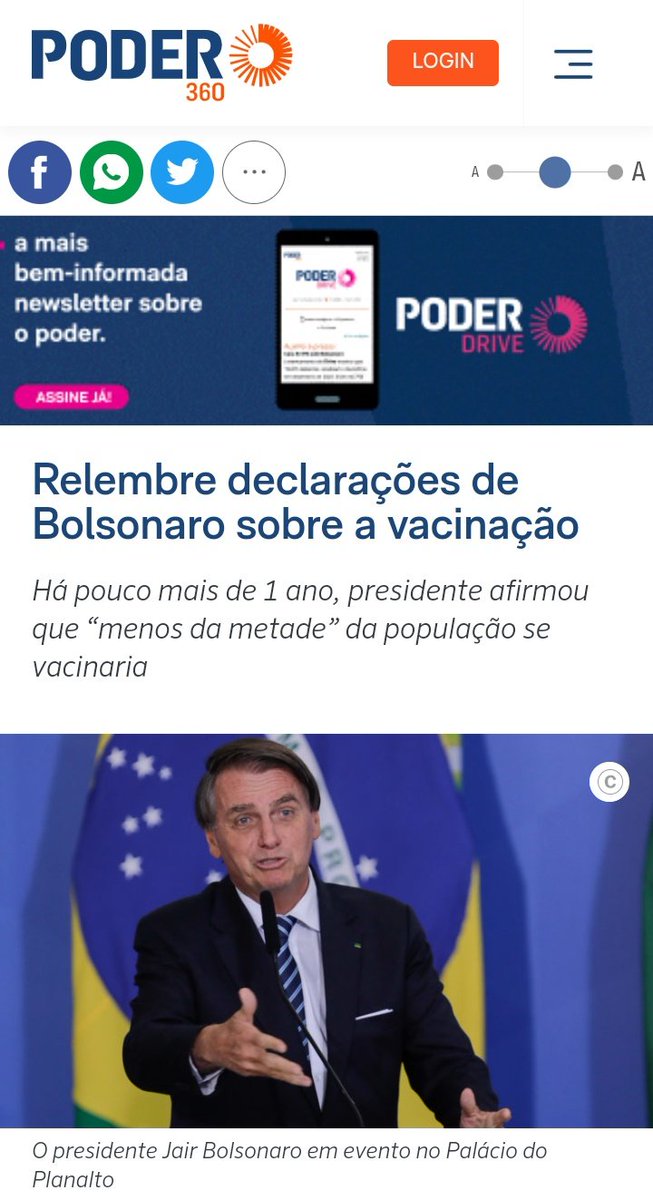 PODER
360
LOGIN
A
A
a mais
bem-informada
newsletter sobre
o poder.
ASSINE JÁ!
PODER
DRIVE
PODER
DRIVE
Relembre declarações de
Bolsonaro sobre a vacinação
Há pouco mais de 1 ano, presidente afirmou
que “menos da metade” da população se
vacinaria
©
O presidente Jair Bolsonaro em evento no Palácio do
Planalto